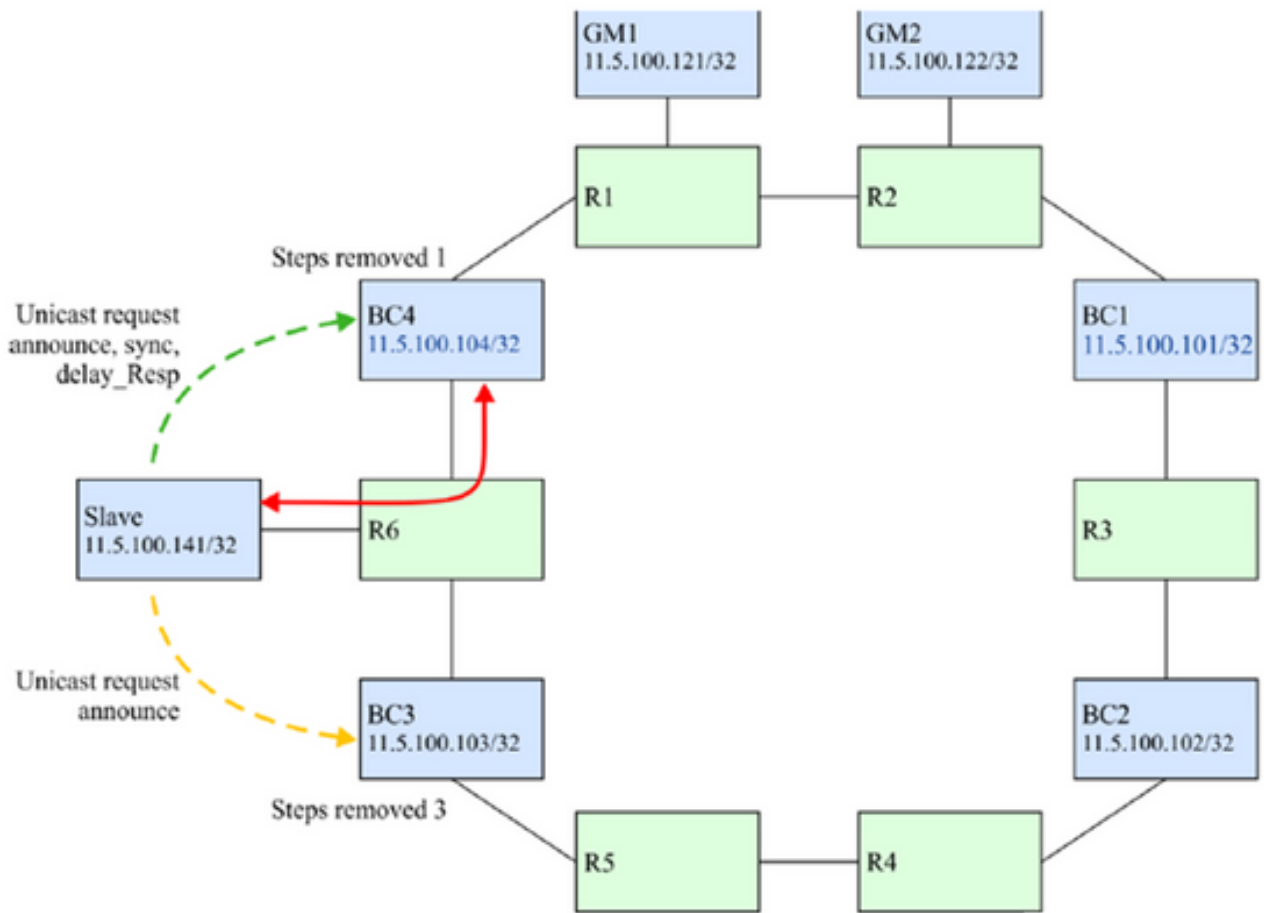 GM1
11.5.100.121/32
GM2
11.5.100.122/32
R1
R2
Steps removed 1
Unicast request
announce, sync,
delay_Resp
BC4
11.5.100.104/32
BC1
11.5.100.101/32
Slave
11.5.100.141/32
R6
R3
Unicast request
announce
BC3
11.5.100.103/32
BC2
11.5.100.102/32
Steps removed 3
R5
R4